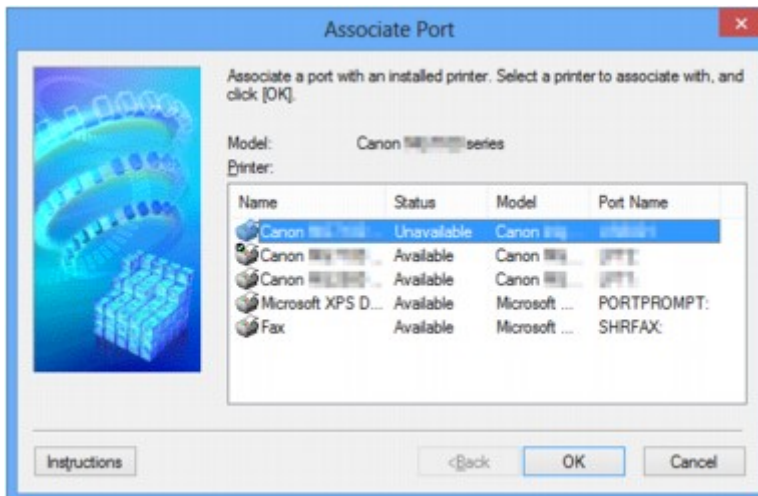 Associate Port
Associate a port with an installed printer. Select a printer to associate with, and
click [OK].
Model: Canon series
Printer:
Name Status Model Port Name
Canon Unavailable Canon
Canon Available Canon
Canon Available Canon
Microsoft XPS D... Available Microsoft ... PORTPROMPT:
Fax Available Microsoft ... SHRFAX:
Instructions <Back OK Cancel